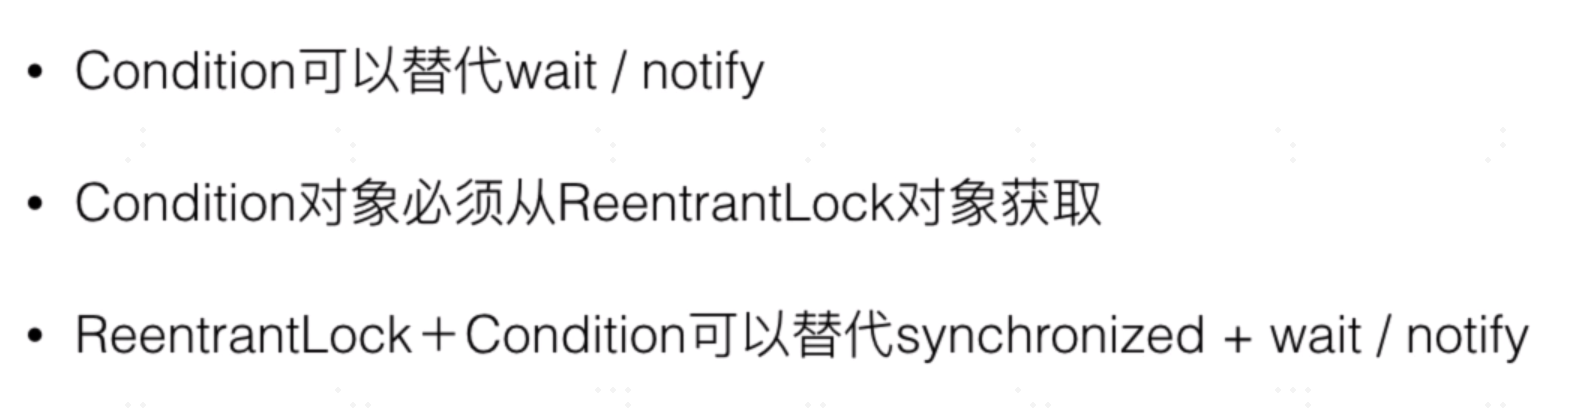 • Condition可以替代wait / notify
• Condition对象必须从ReentrantLock对象获取
• ReentrantLock＋Condition可以替代synchronized + wait / notify